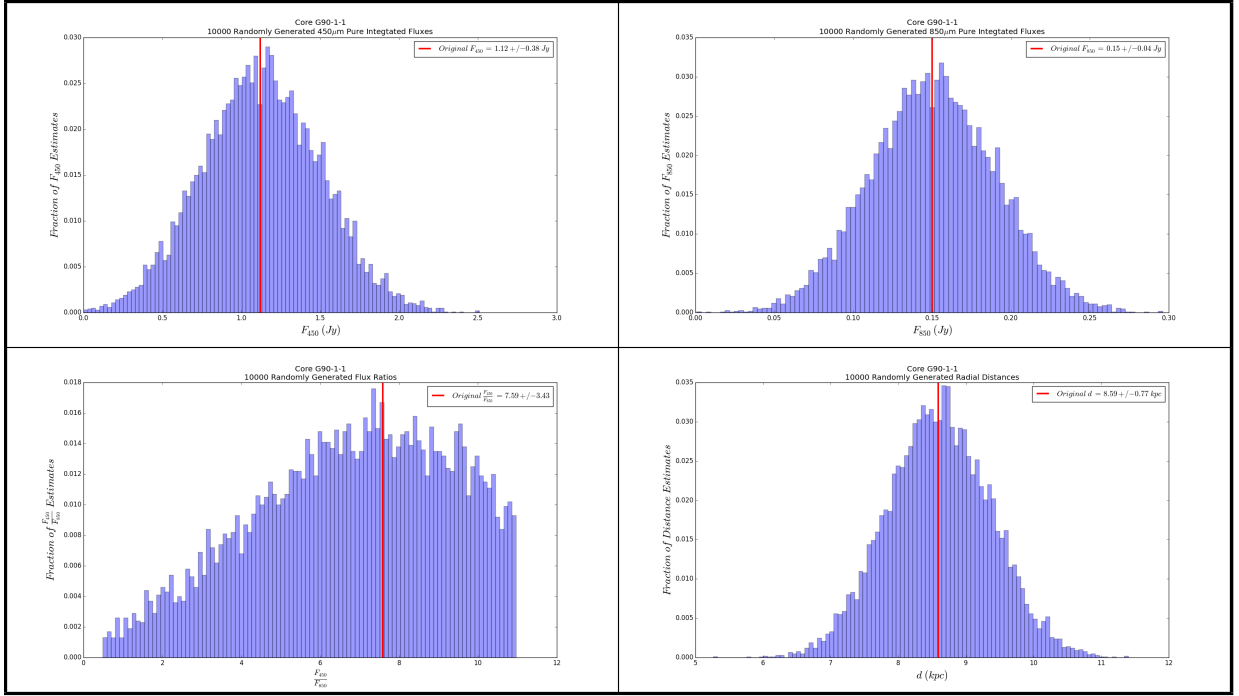 Core G90-1-1
10000 Randomly Generated 450μm Pure Integtated Fluxes
Original F450 = 1.12+/−0.38 Jy
Fraction of F450 Estimates
0.030
0.025
0.020
0.015
0.010
0.005
0.000
0.0 0.5 1.0 1.5 2.0 2.5 3.0
F450 (Jy)
Core G90-1-1
10000 Randomly Generated 850μm Pure Integtated Fluxes
Original F850 = 0.15+/−0.04 Jy
Fraction of F850 Estimates
0.035
0.030
0.025
0.020
0.015
0.010
0.005
0.000
0.00 0.05 0.10 0.15 0.20 0.25 0.30
F850 (Jy)
Core G90-1-1
10000 Randomly Generated Flux Ratios
Original F450/F850 = 7.59+/−3.43
Fraction of F450/F850 Estimates
0.018
0.016
0.014
0.012
0.010
0.008
0.006
0.004
0.002
0.000
0 2 4 6 8 10 12
F450
F850
Core G90-1-1
10000 Randomly Generated Radial Distances
Original d = 8.59+/−0.77 kpc
Fraction of Distance Estimates
0.035
0.030
0.025
0.020
0.015
0.010
0.005
0.000
5 6 7 8 9 10 11 12
d (kpc)